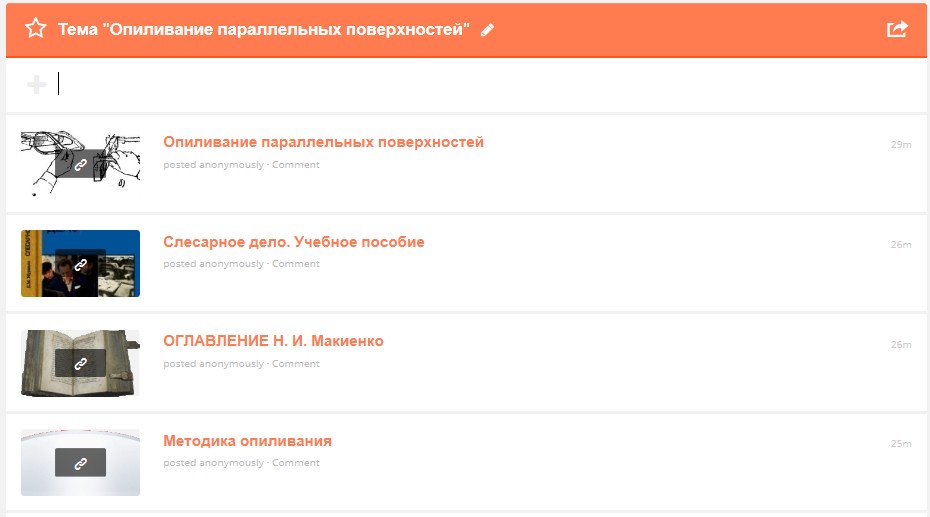 Тема "Опиливание параллельных поверхностей"
Опиливание параллельных поверхностей
29m
posted anonymously · Comment
б)
Слесарное дело. Учебное пособие
26m
posted anonymously · Comment
ОГЛАВЛЕНИЕ Н. И. Макиенко
26m
posted anonymously · Comment
Методика опиливания
25m
posted anonymously · Comment